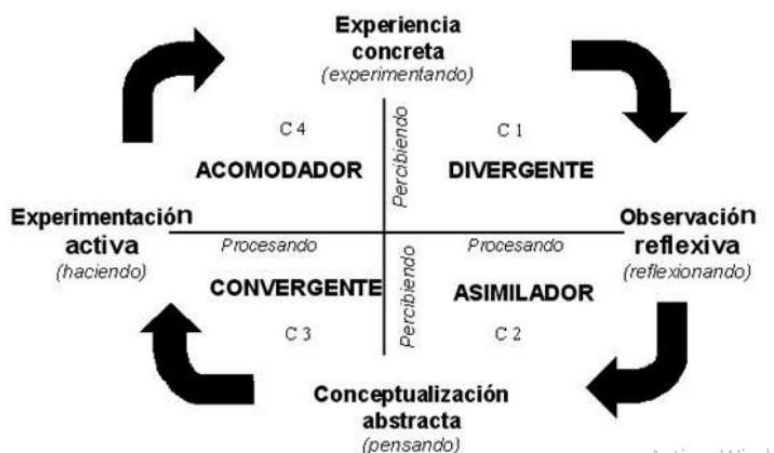 Experiencia
concreta
(experimentando)
C 4
Percibiendo
C 1
ACOMODADOR
DIVERGENTE
Experimentación
activa
(haciendo)
Procesando
Procesando
Observación
reflexiva
(reflexionando)
CONVERGENTE
Percibiendo
ASIMILADOR
C 3
C 2
Conceptualización
abstracta
(pensando)